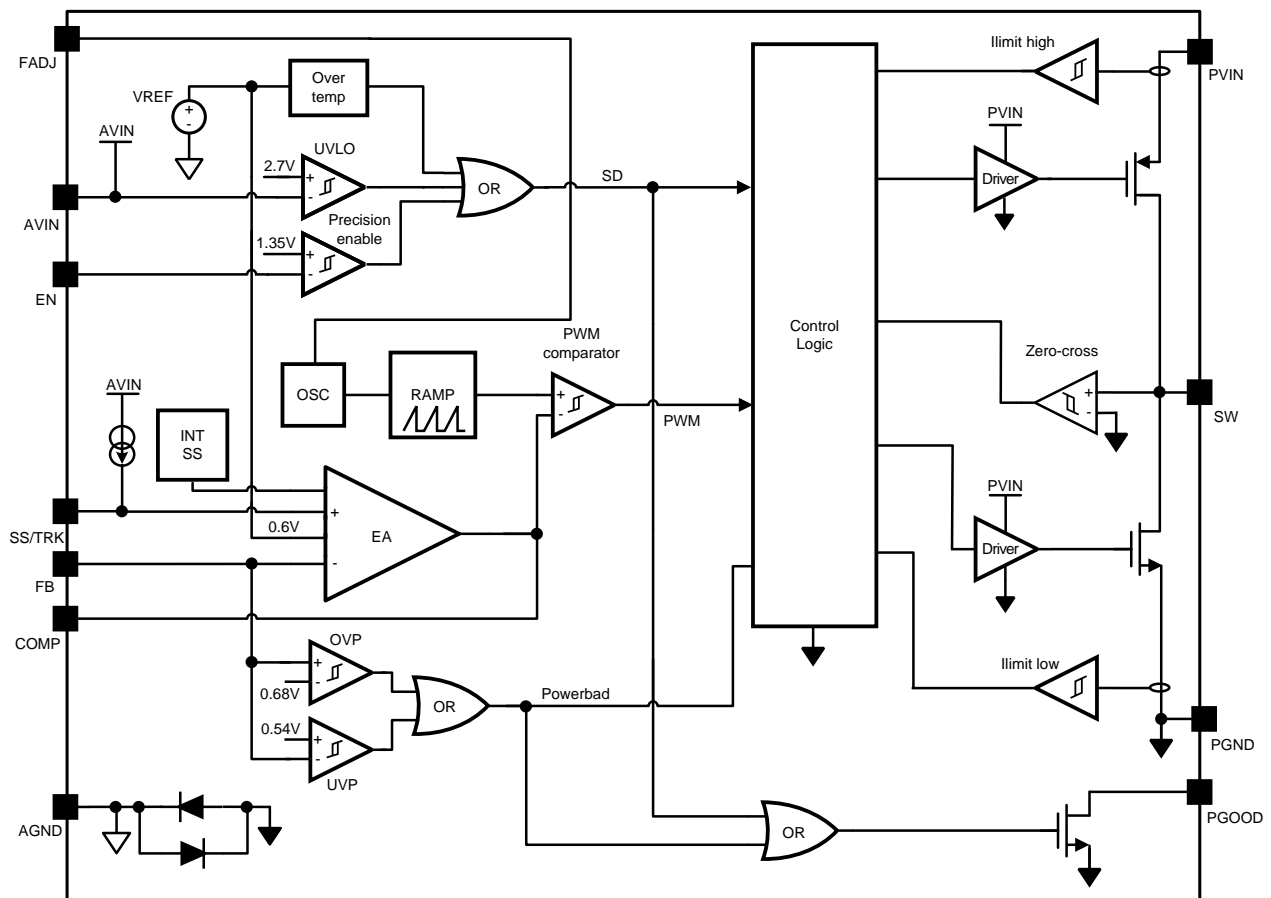 FADJ
Over
temp
VREF
+
-
AVIN
UVLO
2.7V
+
-
AVIN
OR
SD
Precision
enable
1.35V
+
-
EN
Ilimit high
PVIN
PVIN
Driver
Control
Logic
PWM
comparator
OSC
RAMP
+
-
PWM
Zero-cross
+
-
SW
AVIN
INT
SS
SS/TRK
+
0.6V
EA
FB
-
COMP
PVIN
Driver
OVP
+
-
0.68V
OR
Powerbad
0.54V
+
-
UVP
Ilimit low
PGND
AGND
OR
PGOOD